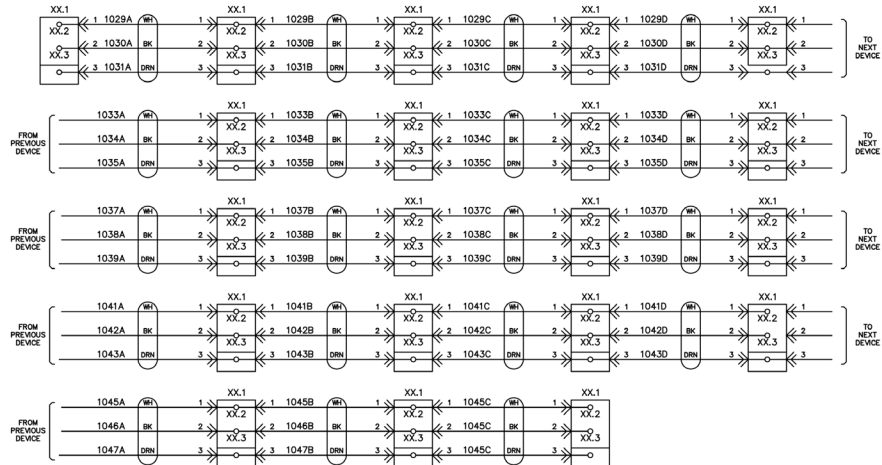 XX.1 XX.1 XX.1 XX.1 XX.1
1 1029A WH 1 1 1029B WH 1 1 1029C WH 1 1 1029D WH 1 1
XX.2 XX.2 XX.2 XX.2 XX.2
2 1030A BK 2 2 1030B BK 2 2 1030C BK 2 2 1030D BK 2 2
XX.3 XX.3 XX.3 XX.3 XX.3
3 1031A DRN 3 3 1031B DRN 3 3 1031C DRN 3 3 1031D DRN 3 3
TO
NEXT
DEVICE
XX.1 XX.1 XX.1 XX.1
FROM
PREVIOUS
DEVICE
1033A WH 1 1 1033B WH 1 1 1033C WH 1 1 1033D WH 1 1
XX.2 XX.2 XX.2 XX.2
1034A BK 2 2 1034B BK 2 2 1034C BK 2 2 1034D BK 2 2
XX.3 XX.3 XX.3 XX.3
1035A DRN 3 3 1035B DRN 3 3 1035C DRN 3 3 1035D DRN 3 3
TO
NEXT
DEVICE
XX.1 XX.1 XX.1 XX.1
FROM
PREVIOUS
DEVICE
1037A WH 1 1 1037B WH 1 1 1037C WH 1 1 1037D WH 1 1
XX.2 XX.2 XX.2 XX.2
1038A BK 2 2 1038B BK 2 2 1038C BK 2 2 1038D BK 2 2
XX.3 XX.3 XX.3 XX.3
1039A DRN 3 3 1039B DRN 3 3 1039C DRN 3 3 1039D DRN 3 3
TO
NEXT
DEVICE
XX.1 XX.1 XX.1 XX.1
FROM
PREVIOUS
DEVICE
1041A WH 1 1 1041B WH 1 1 1041C WH 1 1 1041D WH 1 1
XX.2 XX.2 XX.2 XX.2
1042A BK 2 2 1042B BK 2 2 1042C BK 2 2 1042D BK 2 2
XX.3 XX.3 XX.3 XX.3
1043A DRN 3 3 1043B DRN 3 3 1043C DRN 3 3 1043D DRN 3 3
TO
NEXT
DEVICE
XX.1 XX.1 XX.1
FROM
PREVIOUS
DEVICE
1045A WH 1 1 1045B WH 1 1 1045C WH 1
XX.2 XX.2 XX.2
1046A BK 2 2 1046B BK 2 2 1045C BK 2
XX.3 XX.3 XX.3
1047A DRN 3 3 1047B DRN 3 3 1045C DRN 3